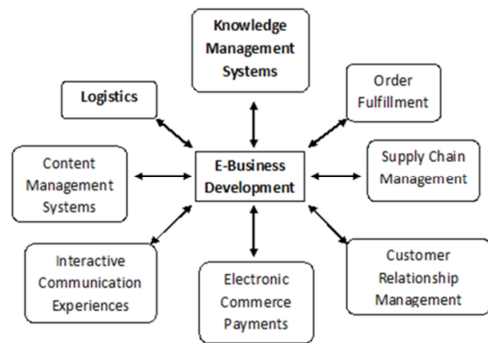 Knowledge
Management
Systems
Order
Fulfillment
Logistics
E-Business
Development
Supply Chain
Management
Content
Management
Systems
Interactive
Communication
Experiences
Electronic
Commerce
Payments
Customer
Relationship
Management